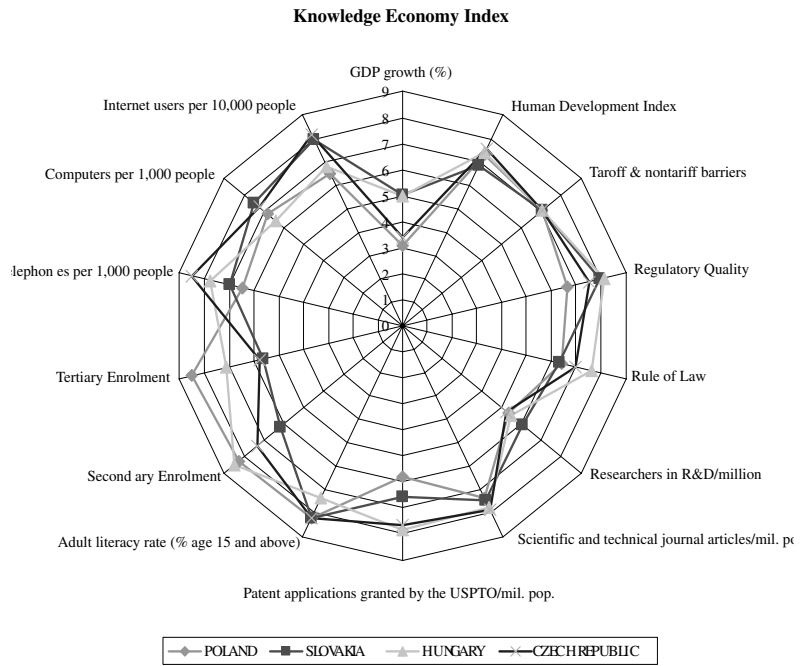 Knowledge Economy Index
GDP growth (%)
Internet users per 10,000 people
Human Development Index
Computers per 1,000 people
Taroff & nontariff barriers
elephon es per 1,000 people
Regulatory Quality
9
8
7
6
5
4
3
2
1
0
Tertiary Enrolment
Rule of Law
Second ary Enrolment
Researchers in R&D/million
Adult literacy rate (% age 15 and above)
Scientific and technical journal articles/mil. po
Patent applications granted by the USPTO/mil. pop.
POLAND SLOVAKIA HUNGARY CZECH REPUBLIC